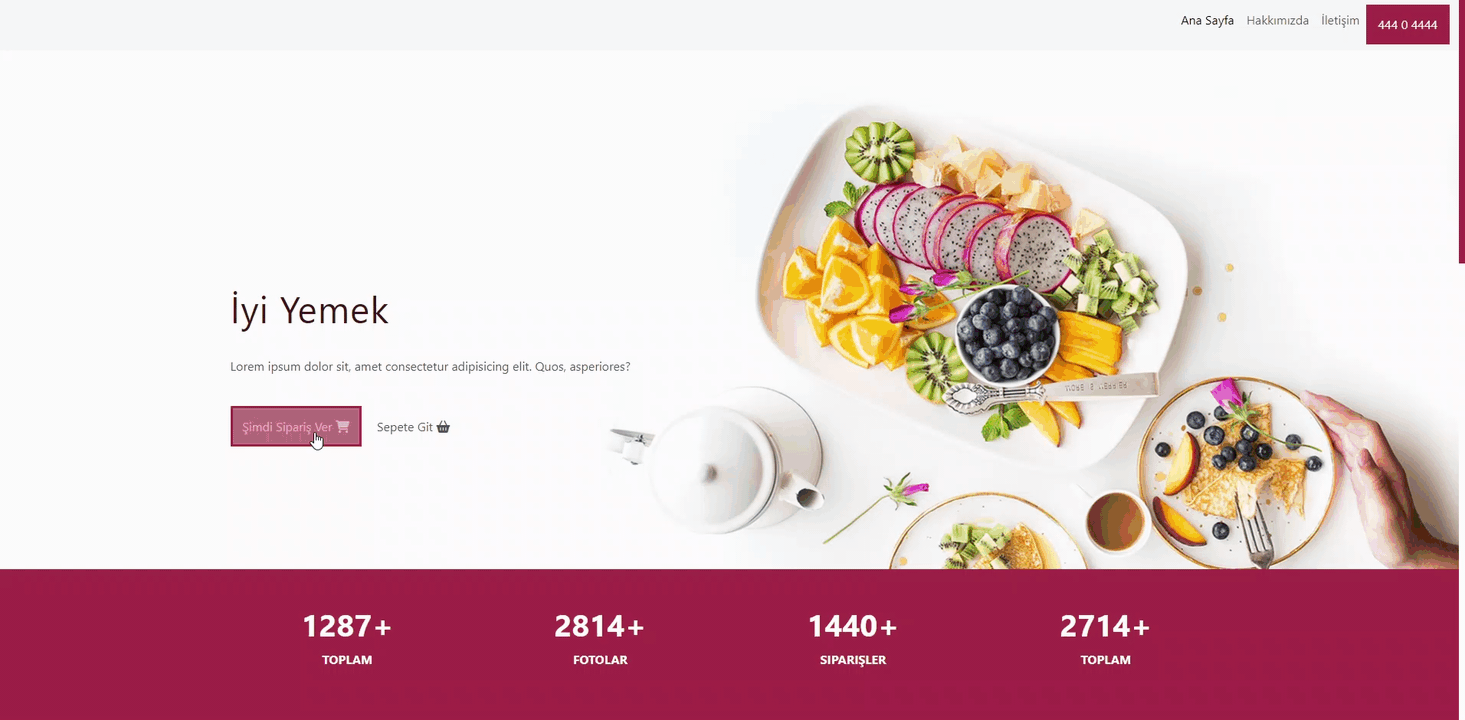 Ana Sayfa Hakkımızda İletişim 444 0 4444
İyi Yemek
Lorem ipsum dolor sit, amet consectetur adipisicing elit. Quos, asperiores?
Şimdi Sipariş Ver Sepete Git
1287+ 2814+ 1440+ 2714+
TOPLAM FOTOLAR SIPARIŞLER TOPLAM